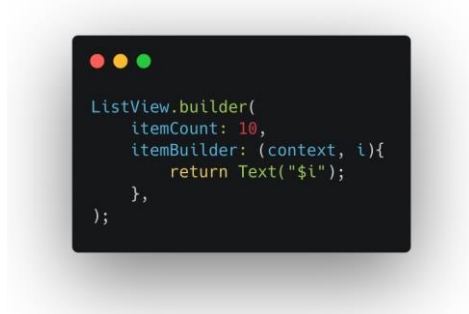 ListView.builder(
    itemCount: 10,
    itemBuilder: (context, i){
        return Text("$i");
    },
);